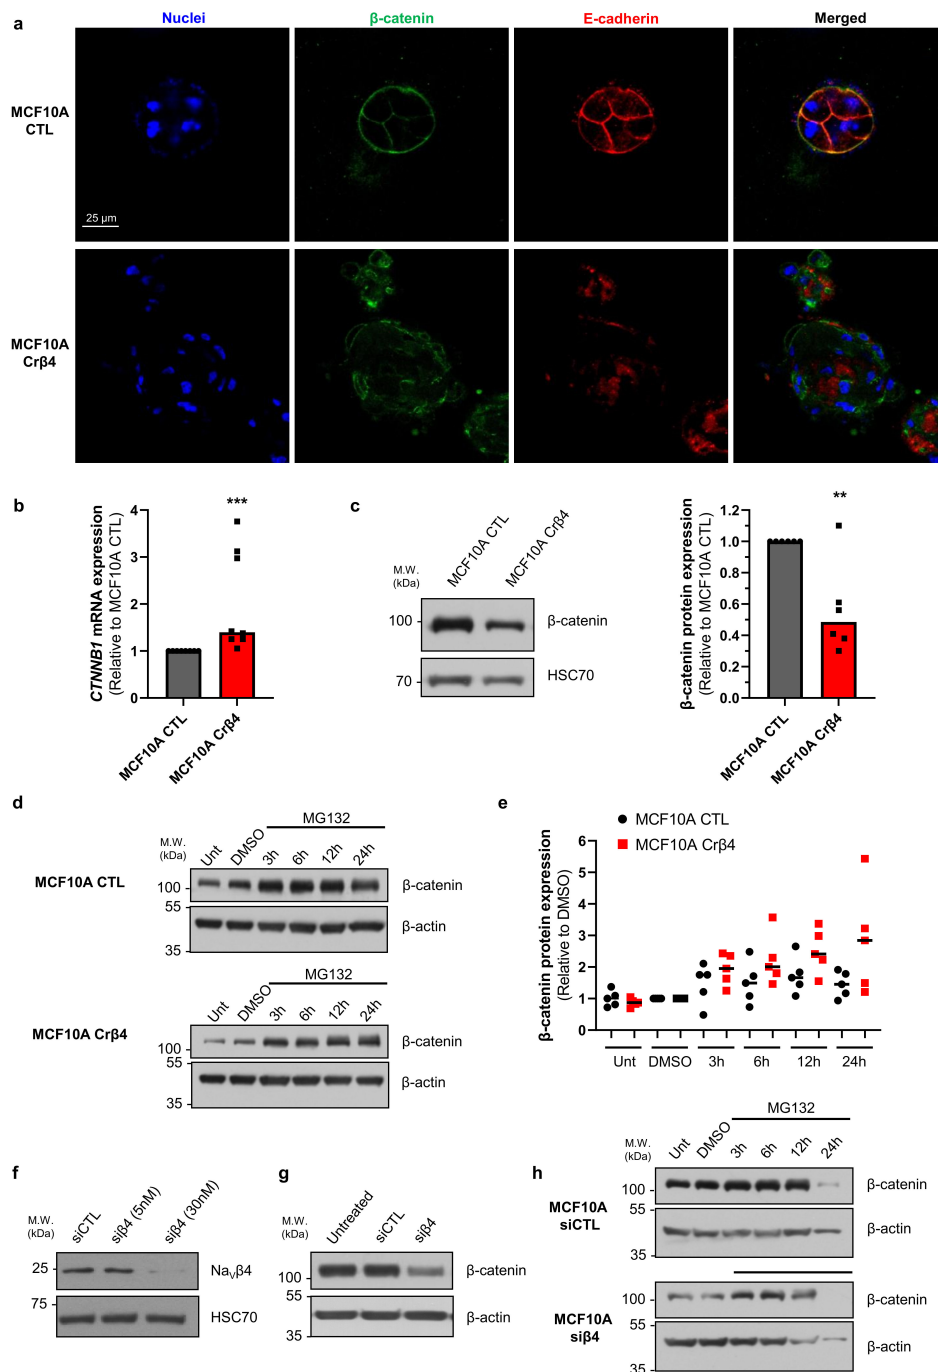 a
Nuclei β-catenin E-cadherin Merged
MCF10A
CTL
25 µm
MCF10A
Crβ4
b
***
CTNNB1 mRNA expression
(Relative to MCF10A CTL)
4
3
2
1
0
MCF10A CTL
MCF10A Crβ4
c
M.W.
(kDa)
MCF10A CTL
MCF10A Crβ4
100
β-catenin
70
HSC70
**
β-catenin protein expression
(Relative to MCF10A CTL)
1.2
1.0
0.8
0.6
0.4
0.2
0.0
MCF10A CTL
MCF10A Crβ4
d
MG132
M.W.
(kDa)
Unt DMSO 3h 6h 12h 24h
MCF10A CTL
100
β-catenin
55
β-actin
35
MG132
Unt DMSO 3h 6h 12h 24h
MCF10A Crβ4
100
β-catenin
55
β-actin
35
e
MCF10A CTL
MCF10A Crβ4
β-catenin protein expression
(Relative to DMSO)
6
5
4
3
2
1
0
Unt DMSO 3h 6h 12h 24h
f
M.W.
(kDa)
siCTL
siβ4 (5nM)
siβ4 (30nM)
25
NaVβ4
75
HSC70
g
M.W.
(kDa)
Untreated
siCTL
siβ4
100
β-catenin
55
β-actin
35
h
MG132
M.W.
(kDa)
Unt DMSO 3h 6h 12h 24h
MCF10A
siCTL
100
β-catenin
55
β-actin
35
MCF10A
siβ4
100
β-catenin
55
β-actin
35